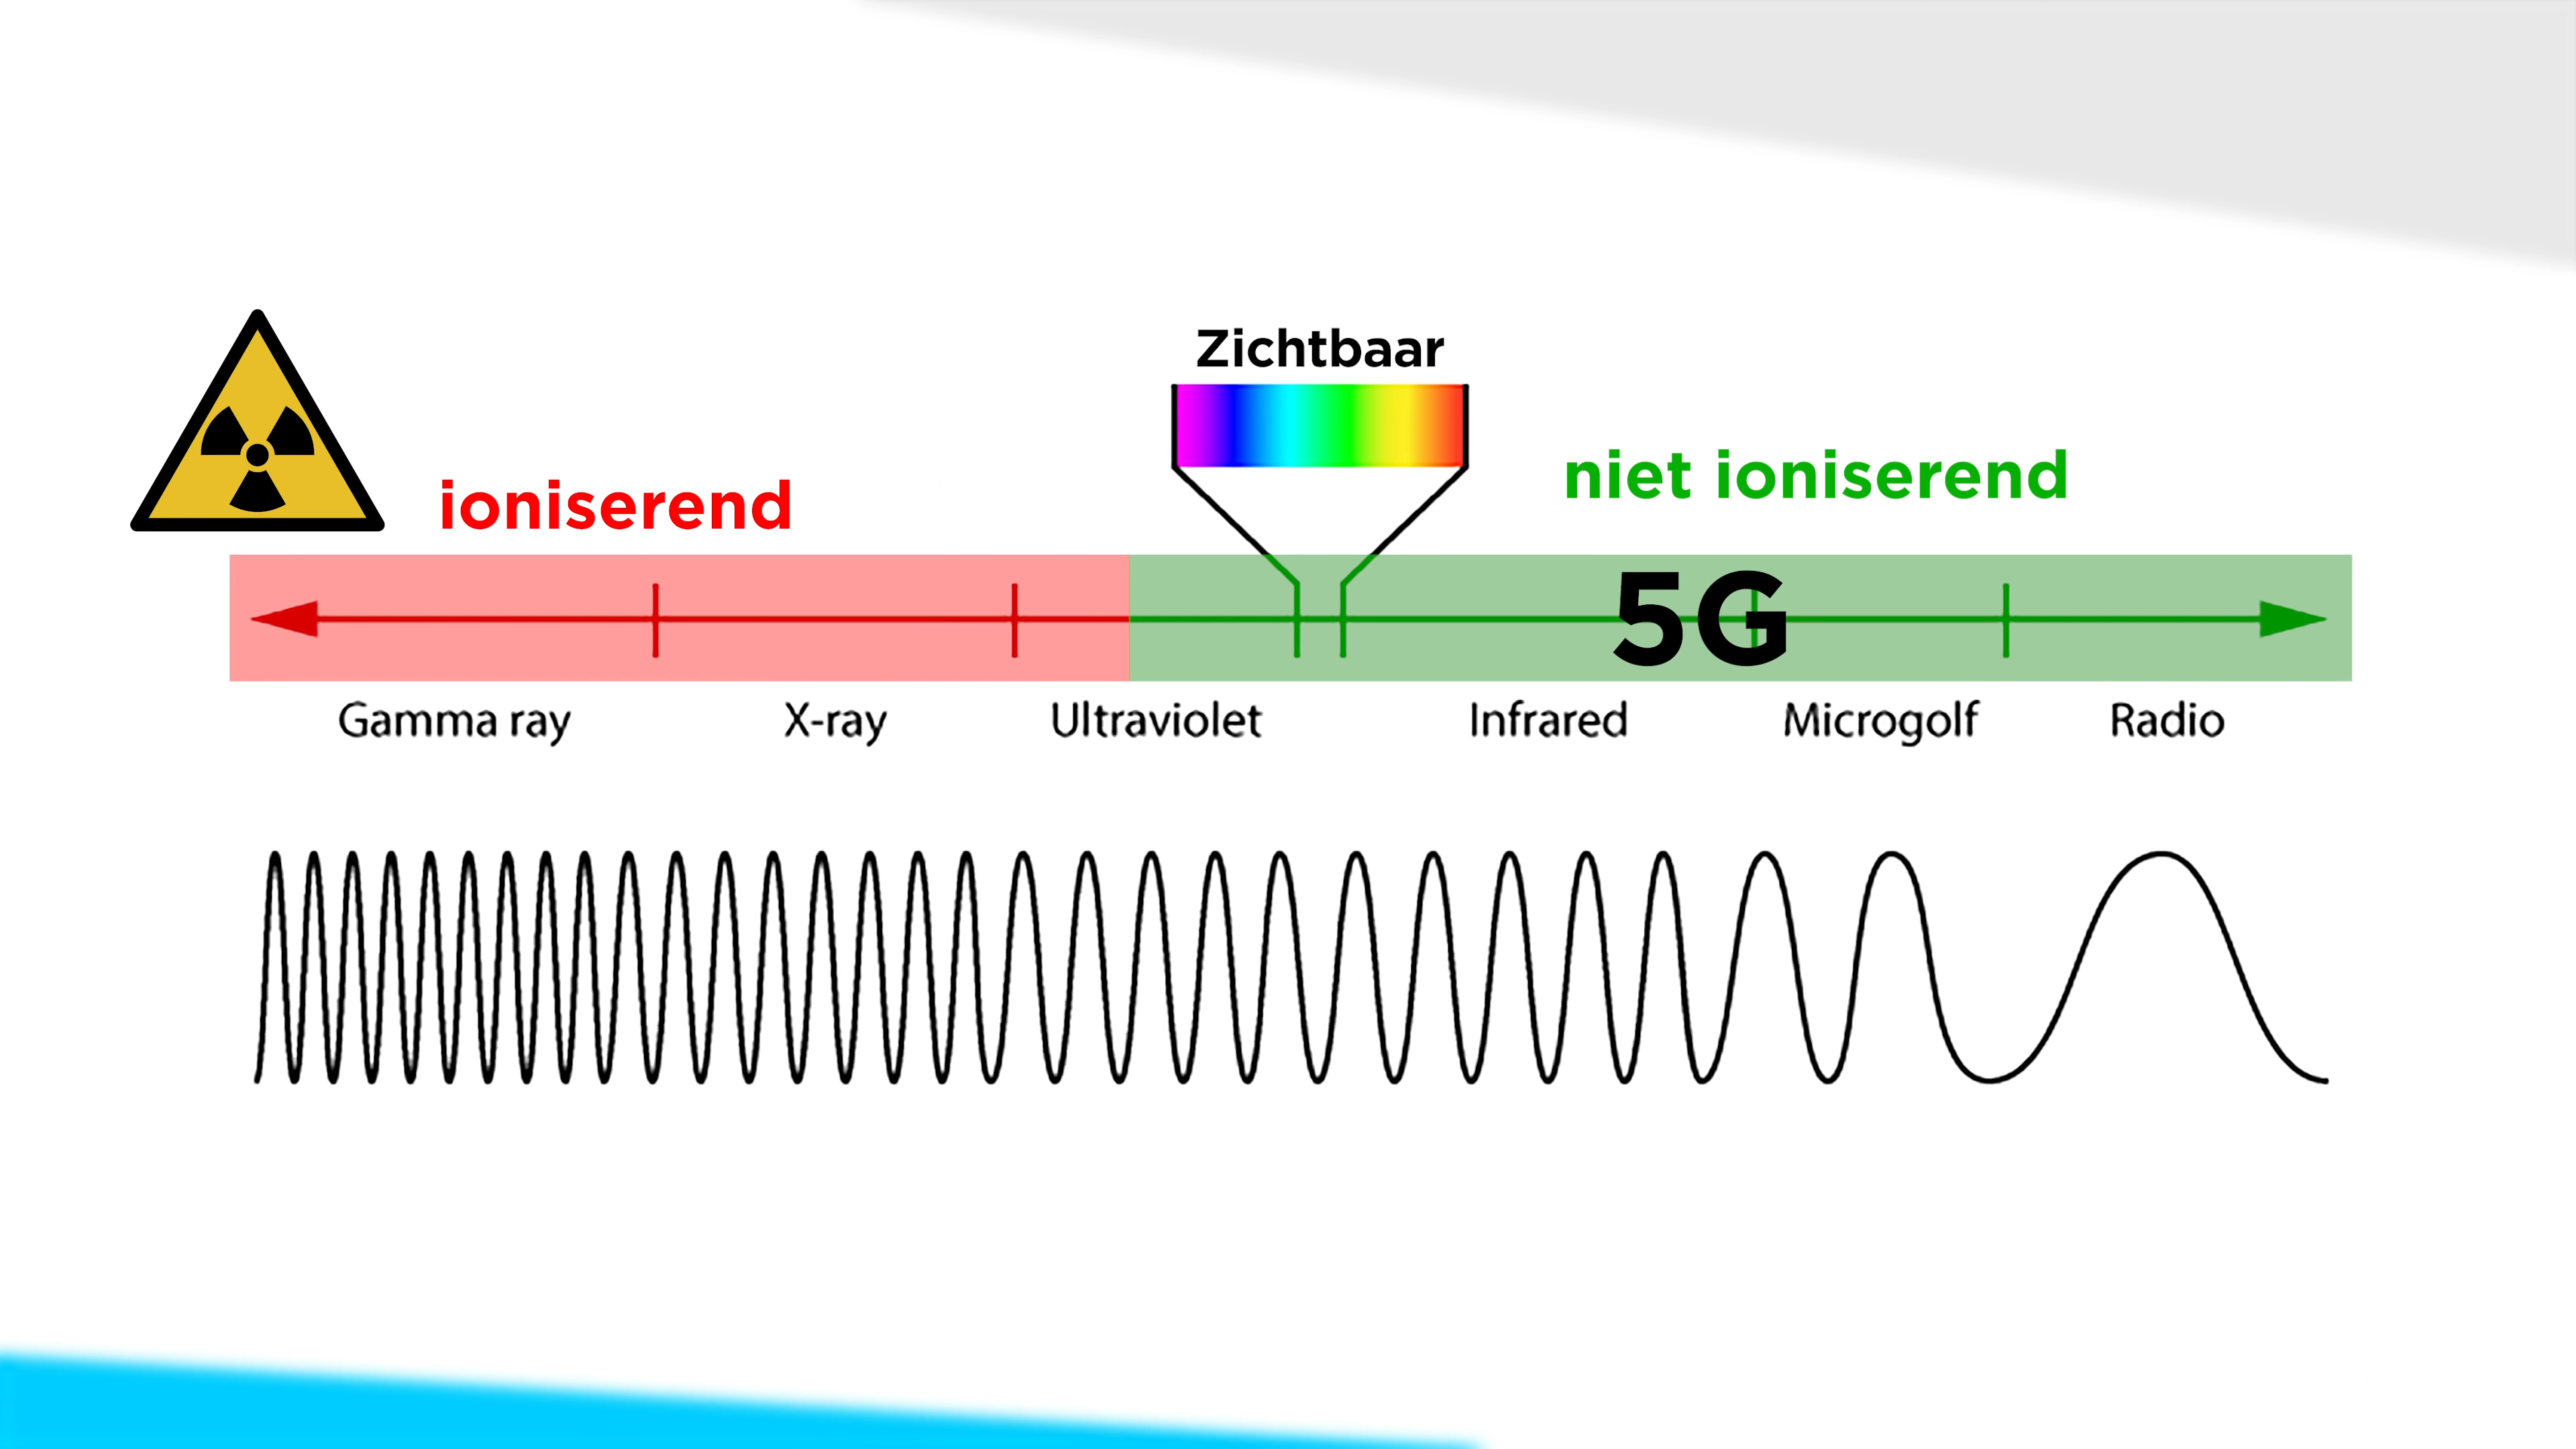 Zichtbaar
ioniserend
niet ioniserend
5G
Gamma ray
X-ray
Ultraviolet
Infrared
Microgolf
Radio